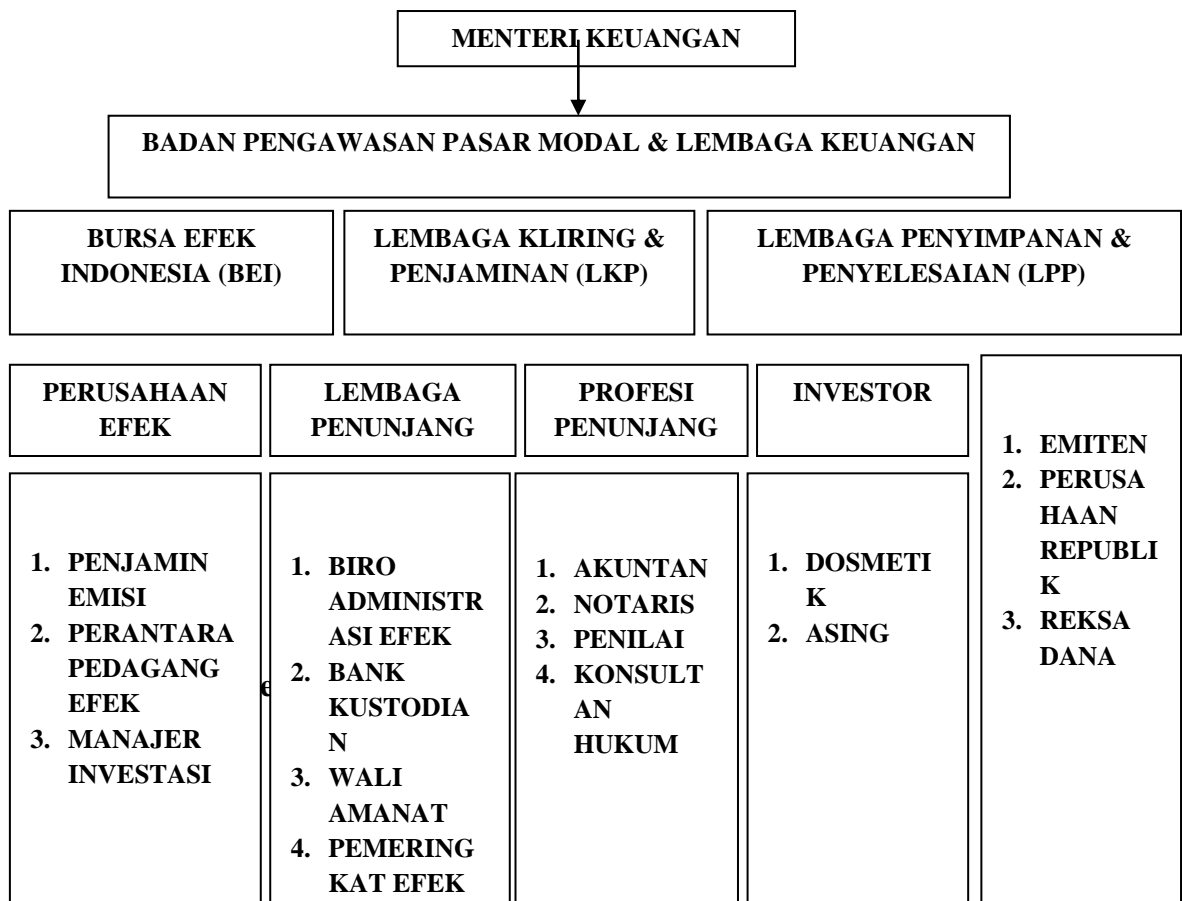 MENTERI KEUANGAN
BADAN PENGAWASAN PASAR MODAL & LEMBAGA KEUANGAN
BURSA EFEK
INDONESIA (BEI)
LEMBAGA KLIRING &
PENJAMINAN (LKP)
LEMBAGA PENYIMPANAN &
PENYELESAIAN (LPP)
PERUSAHAAN
EFEK
LEMBAGA
PENUNJANG
PROFESI
PENUNJANG
INVESTOR
1. PENJAMIN
EMISI
2. PERANTARA
PEDAGANG
EFEK
3. MANAJER
INVESTASI
e
1. BIRO
ADMINISTR
ASI EFEK
2. BANK
KUSTODIA
N
3. WALI
AMANAT
4. PEMERING
KAT EFEK
1. AKUNTAN
2. NOTARIS
3. PENILAI
4. KONSULT
AN
HUKUM
1. DOSMETI
K
2. ASING
1. EMITEN
2. PERUSA
HAAN
REPUBLI
K
3. REKSA
DANA